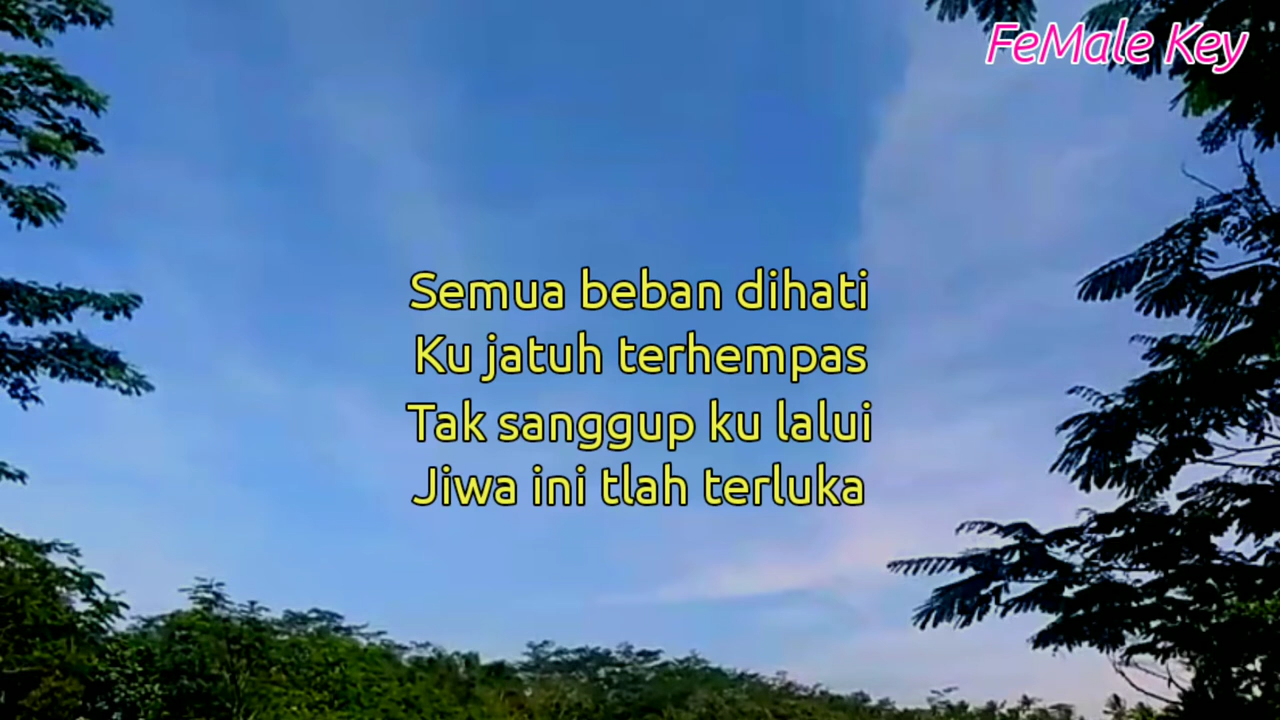 FeMale Key
Semua beban dihati
Ku jatuh terhempas
Tak sanggup ku lalui
Jiwa ini tlah terluka